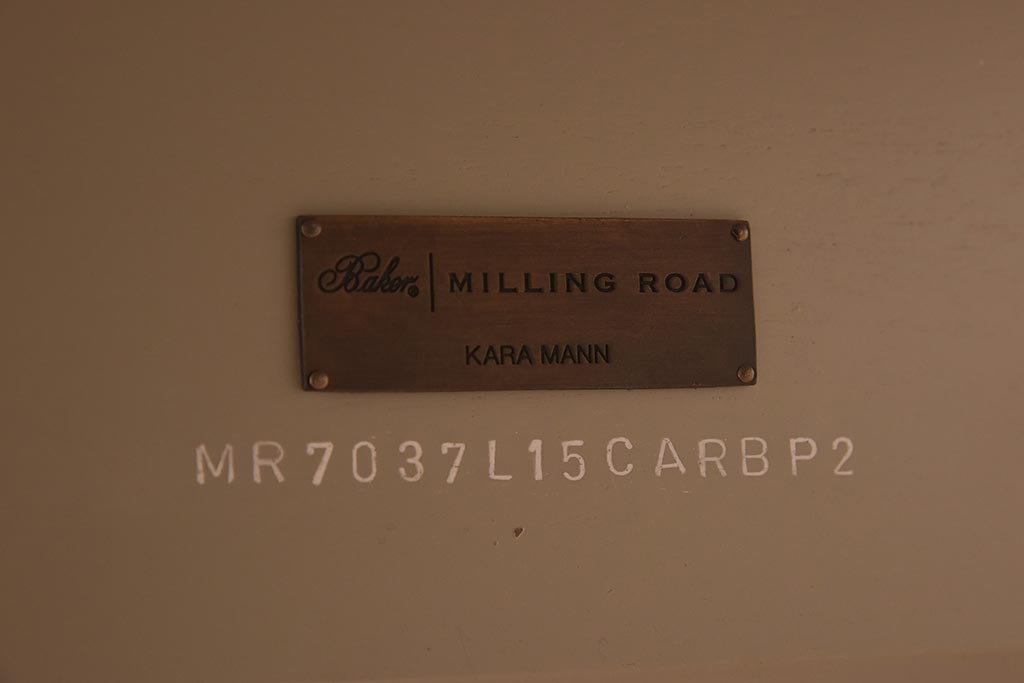 Baker® | MILLING ROAD
KARA MANN
MR7037L15CARBP2